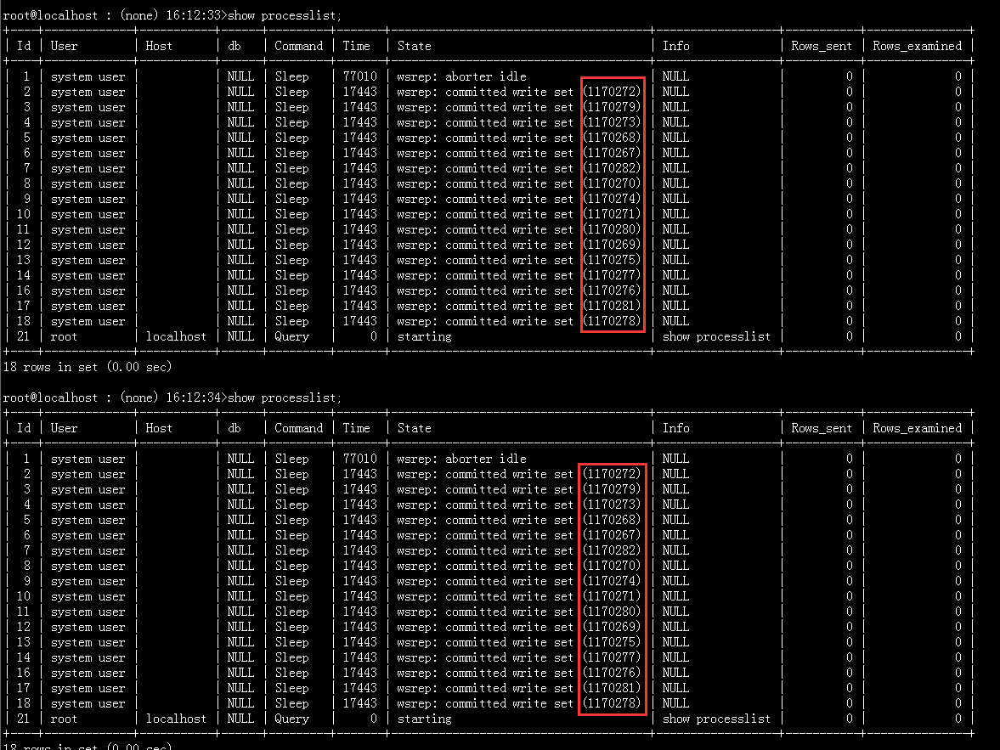 root@localhost : (none) 16:12:33>show processlist;
+----+-------------+-----------+------+---------+-------+---------------------------------------+------------------+-----------+---------------+
| Id | User | Host | db | Command | Time | State | Info | Rows_sent | Rows_examined |
+----+-------------+-----------+------+---------+-------+---------------------------------------+------------------+-----------+---------------+
| 1 | system user | | NULL | Sleep | 77010 | wsrep: aborter idle | NULL | 0 | 0 |
| 2 | system user | | NULL | Sleep | 17443 | wsrep: committed write set (1170272) | NULL | 0 | 0 |
| 3 | system user | | NULL | Sleep | 17443 | wsrep: committed write set (1170279) | NULL | 0 | 0 |
| 4 | system user | | NULL | Sleep | 17443 | wsrep: committed write set (1170273) | NULL | 0 | 0 |
| 5 | system user | | NULL | Sleep | 17443 | wsrep: committed write set (1170268) | NULL | 0 | 0 |
| 6 | system user | | NULL | Sleep | 17443 | wsrep: committed write set (1170267) | NULL | 0 | 0 |
| 7 | system user | | NULL | Sleep | 17443 | wsrep: committed write set (1170282) | NULL | 0 | 0 |
| 8 | system user | | NULL | Sleep | 17443 | wsrep: committed write set (1170270) | NULL | 0 | 0 |
| 9 | system user | | NULL | Sleep | 17443 | wsrep: committed write set (1170274) | NULL | 0 | 0 |
| 10 | system user | | NULL | Sleep | 17443 | wsrep: committed write set (1170271) | NULL | 0 | 0 |
| 11 | system user | | NULL | Sleep | 17443 | wsrep: committed write set (1170280) | NULL | 0 | 0 |
| 12 | system user | | NULL | Sleep | 17443 | wsrep: committed write set (1170269) | NULL | 0 | 0 |
| 13 | system user | | NULL | Sleep | 17443 | wsrep: committed write set (1170275) | NULL | 0 | 0 |
| 14 | system user | | NULL | Sleep | 17443 | wsrep: committed write set (1170277) | NULL | 0 | 0 |
| 16 | system user | | NULL | Sleep | 17443 | wsrep: committed write set (1170276) | NULL | 0 | 0 |
| 17 | system user | | NULL | Sleep | 17443 | wsrep: committed write set (1170281) | NULL | 0 | 0 |
| 18 | system user | | NULL | Sleep | 17443 | wsrep: committed write set (1170278) | NULL | 0 | 0 |
| 21 | root | localhost | NULL | Query | 0 | starting | show processlist | 0 | 0 |
+----+-------------+-----------+------+---------+-------+---------------------------------------+------------------+-----------+---------------+
18 rows in set (0.00 sec)
root@localhost : (none) 16:12:34>show processlist;
+----+-------------+-----------+------+---------+-------+---------------------------------------+------------------+-----------+---------------+
| Id | User | Host | db | Command | Time | State | Info | Rows_sent | Rows_examined |
+----+-------------+-----------+------+---------+-------+---------------------------------------+------------------+-----------+---------------+
| 1 | system user | | NULL | Sleep | 77010 | wsrep: aborter idle | NULL | 0 | 0 |
| 2 | system user | | NULL | Sleep | 17443 | wsrep: committed write set (1170272) | NULL | 0 | 0 |
| 3 | system user | | NULL | Sleep | 17443 | wsrep: committed write set (1170279) | NULL | 0 | 0 |
| 4 | system user | | NULL | Sleep | 17443 | wsrep: committed write set (1170273) | NULL | 0 | 0 |
| 5 | system user | | NULL | Sleep | 17443 | wsrep: committed write set (1170268) | NULL | 0 | 0 |
| 6 | system user | | NULL | Sleep | 17443 | wsrep: committed write set (1170267) | NULL | 0 | 0 |
| 7 | system user | | NULL | Sleep | 17443 | wsrep: committed write set (1170282) | NULL | 0 | 0 |
| 8 | system user | | NULL | Sleep | 17443 | wsrep: committed write set (1170270) | NULL | 0 | 0 |
| 9 | system user | | NULL | Sleep | 17443 | wsrep: committed write set (1170274) | NULL | 0 | 0 |
| 10 | system user | | NULL | Sleep | 17443 | wsrep: committed write set (1170271) | NULL | 0 | 0 |
| 11 | system user | | NULL | Sleep | 17443 | wsrep: committed write set (1170280) | NULL | 0 | 0 |
| 12 | system user | | NULL | Sleep | 17443 | wsrep: committed write set (1170269) | NULL | 0 | 0 |
| 13 | system user | | NULL | Sleep | 17443 | wsrep: committed write set (1170275) | NULL | 0 | 0 |
| 14 | system user | | NULL | Sleep | 17443 | wsrep: committed write set (1170277) | NULL | 0 | 0 |
| 16 | system user | | NULL | Sleep | 17443 | wsrep: committed write set (1170276) | NULL | 0 | 0 |
| 17 | system user | | NULL | Sleep | 17443 | wsrep: committed write set (1170281) | NULL | 0 | 0 |
| 18 | system user | | NULL | Sleep | 17443 | wsrep: committed write set (1170278) | NULL | 0 | 0 |
| 21 | root | localhost | NULL | Query | 0 | starting | show processlist | 0 | 0 |
+----+-------------+-----------+------+---------+-------+---------------------------------------+------------------+-----------+---------------+
18 rows in set (0.00 sec)